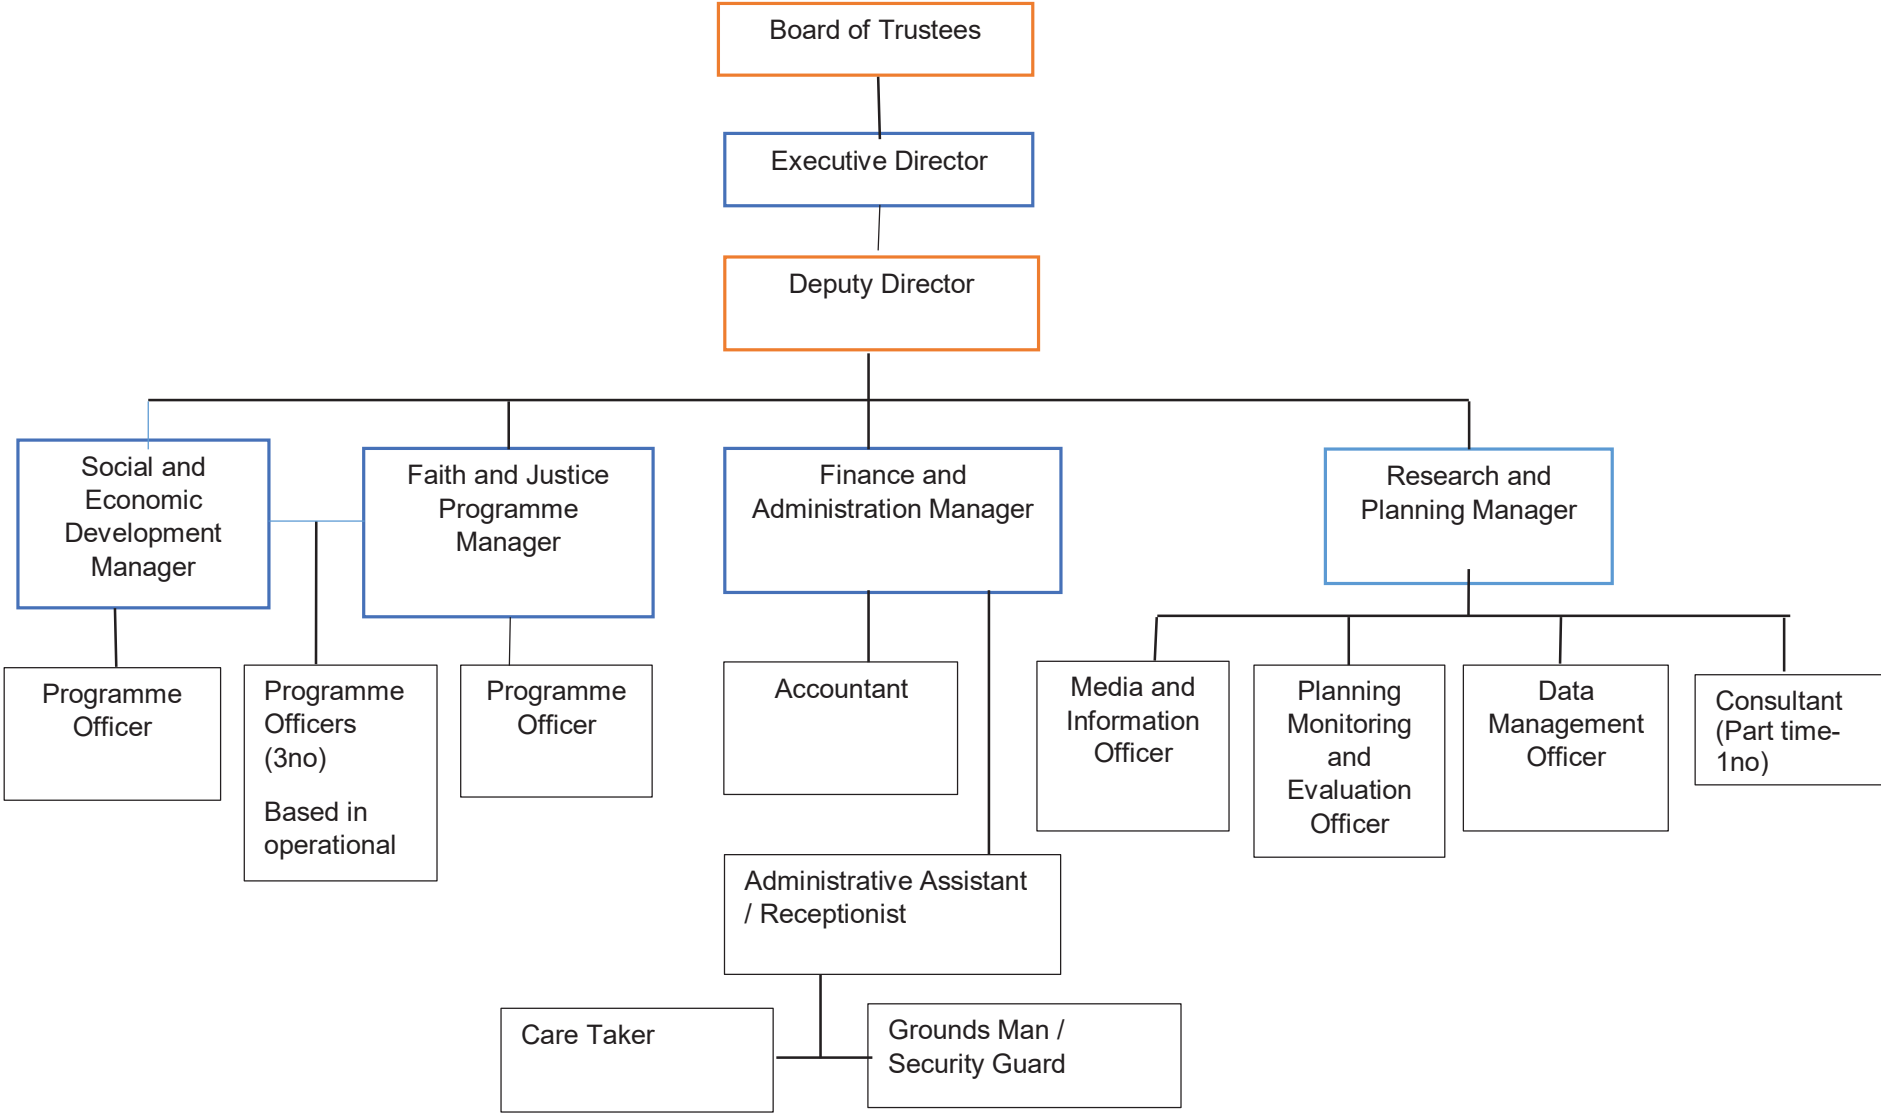 Board of Trustees
Executive Director
Deputy Director
Social and
Economic
Development
Manager
Faith and Justice
Programme
Manager
Finance and
Administration Manager
Research and
Planning Manager
Programme
Officer
Programme
Officers
(3no)
Based in
operational
Programme
Officer
Accountant
Media and
Information
Officer
Planning
Monitoring
and
Evaluation
Officer
Data
Management
Officer
Consultant
(Part time-
1no)
Administrative Assistant
/ Receptionist
Care Taker
Grounds Man /
Security Guard